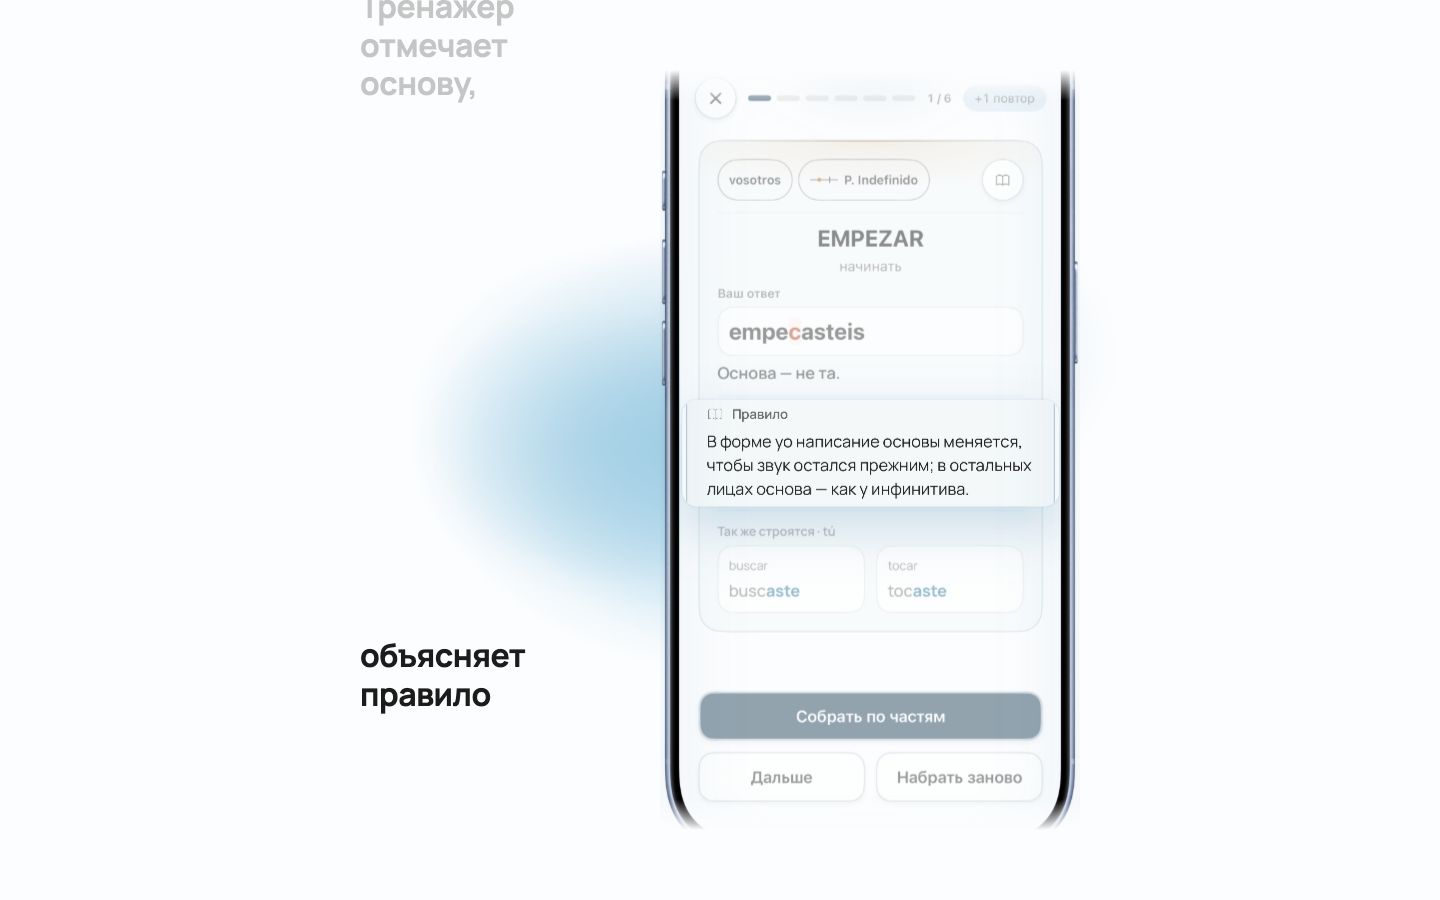 Тренажер
отмечает
основу,
1 / 6
+1 повтор
vosotros
P. Indefinido
EMPEZAR
начинать
Ваш ответ
empecasteis
Основа — не та.
Правило
В форме yo написание основы меняется,
чтобы звук остался прежним; в остальных
лицах основа — как у инфинитива.
Так же строятся · tú
buscar
tocar
buscaste
tocaste
объясняет
правило
Собрать по частям
Дальше
Набрать заново